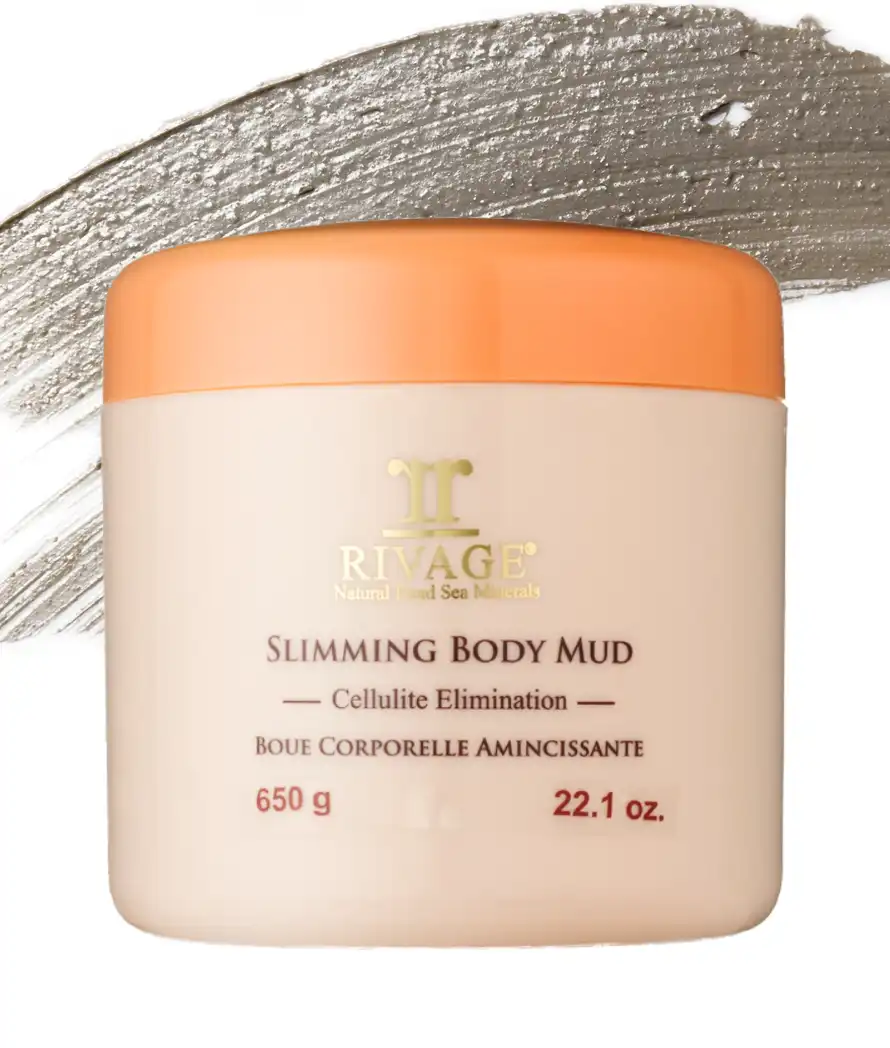 RIVAGE
Natural Dead Sea Minerals
SLIMMING BODY MUD
— Cellulite Elimination —
BOUE CORPORELLE AMINCISSANTE
650 g 22.1 oz.